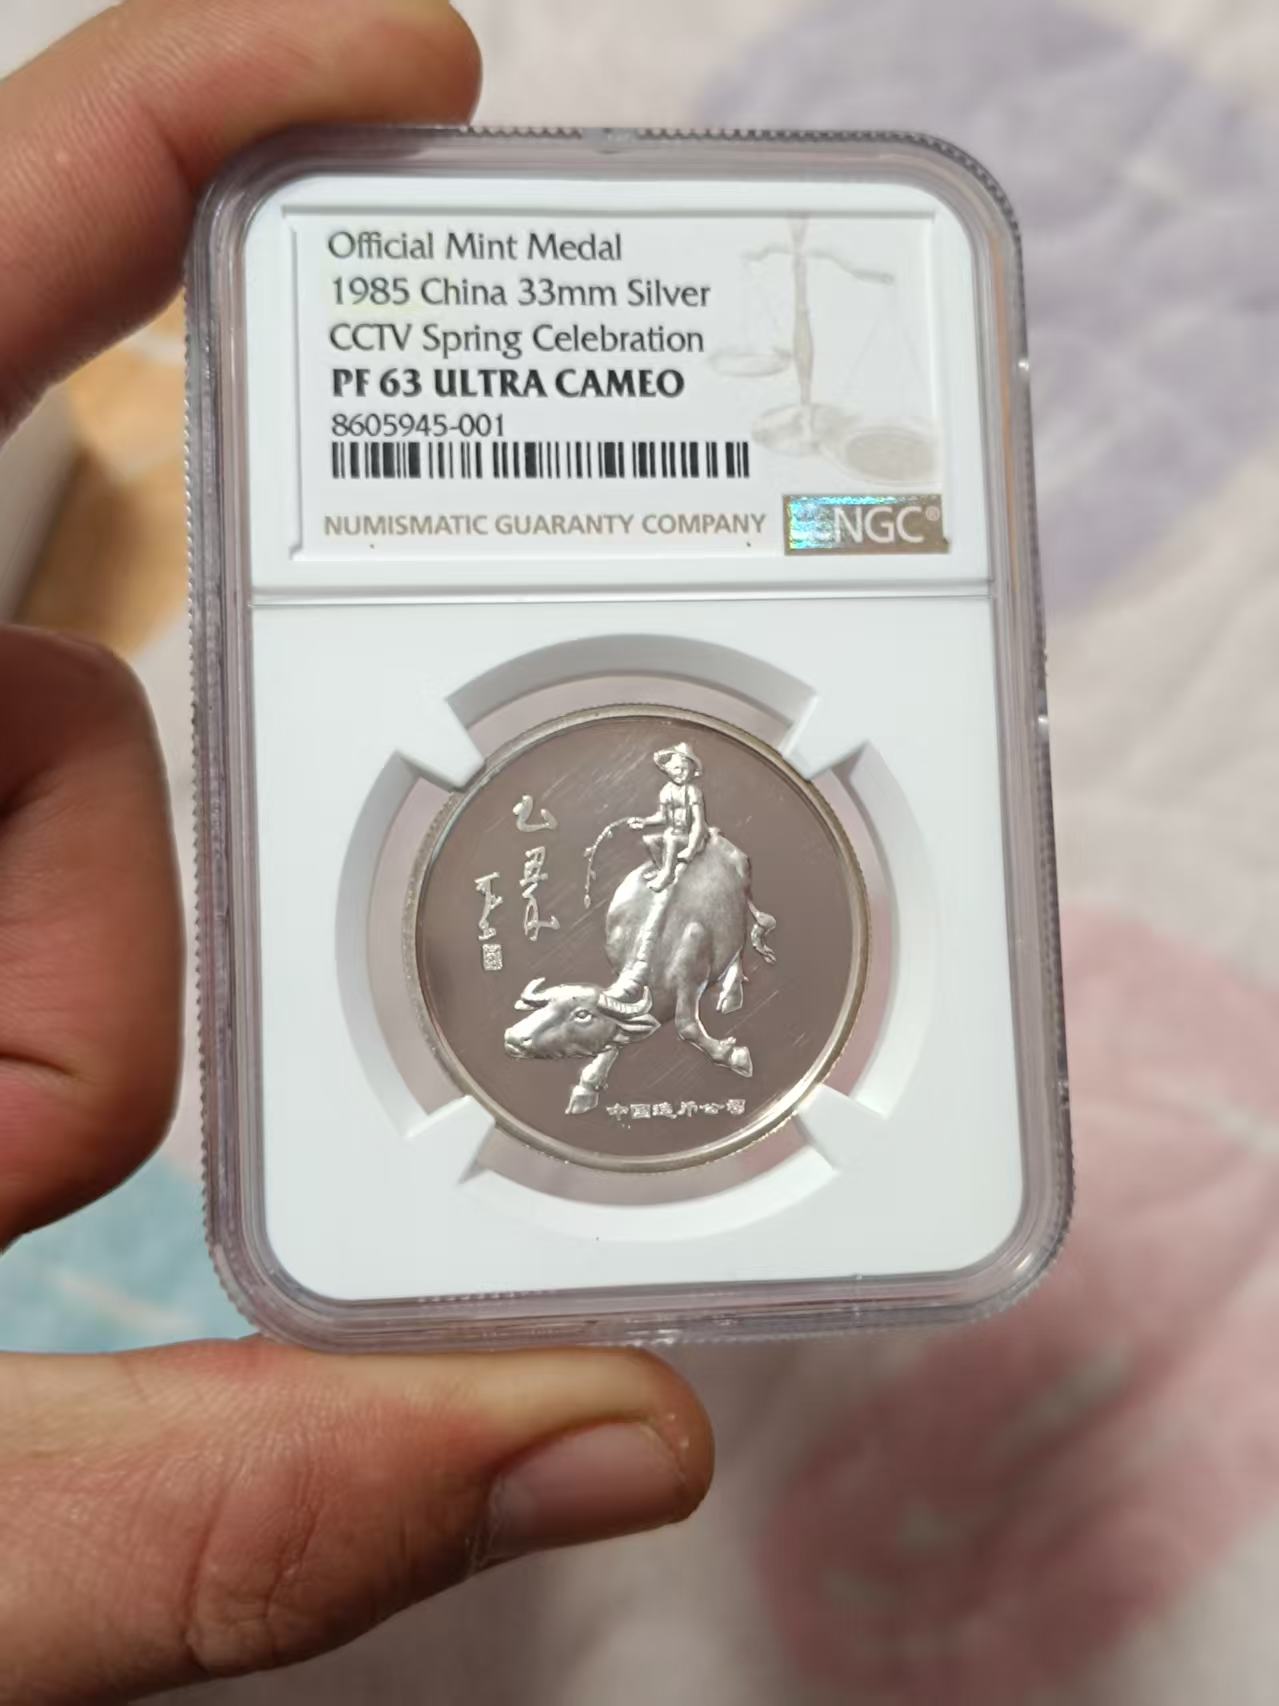 Official Mint Medal
1985 China 33mm Silver
CCTV Spring Celebration
PF 63 ULTRA CAMEO
8605945-001
NUMISMATIC GUARANTY COMPANY
NGC®
乙丑年
中国造币公司